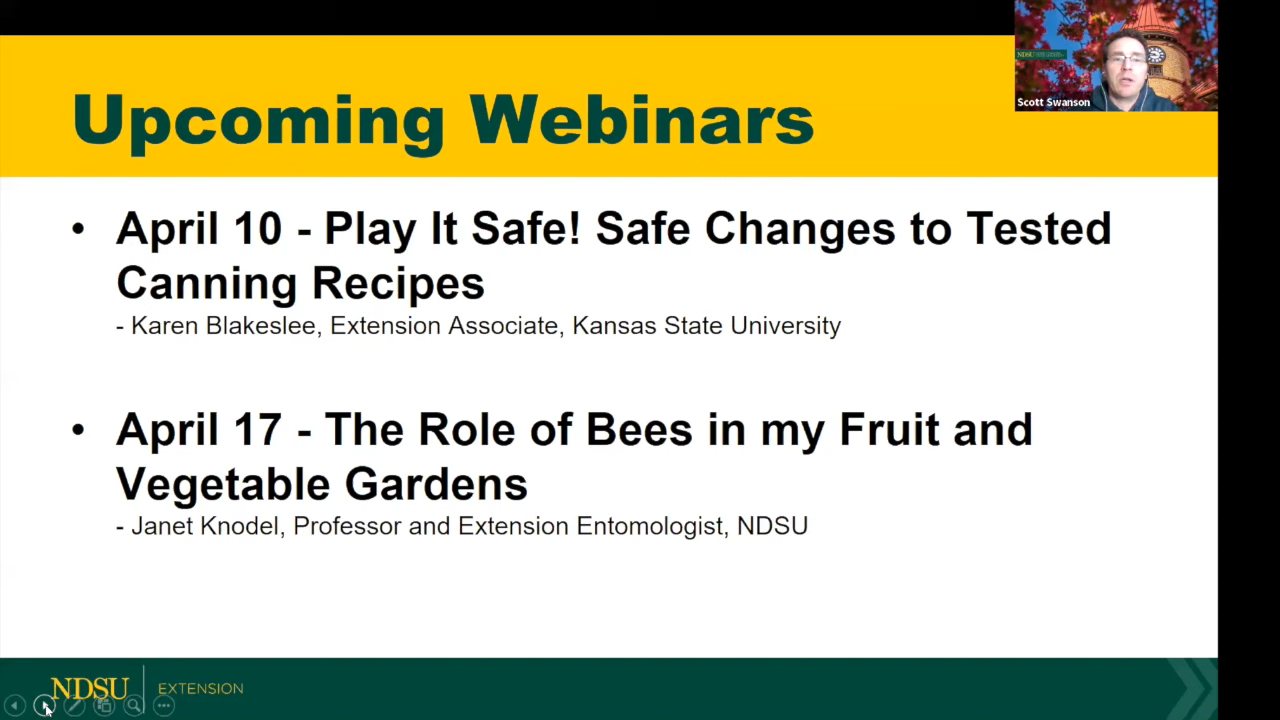 Upcoming Webinars
Scott Swanson
• April 10 - Play It Safe! Safe Changes to Tested
Canning Recipes
- Karen Blakeslee, Extension Associate, Kansas State University
• April 17 - The Role of Bees in my Fruit and
Vegetable Gardens
- Janet Knodel, Professor and Extension Entomologist, NDSU
NDSU EXTENSION